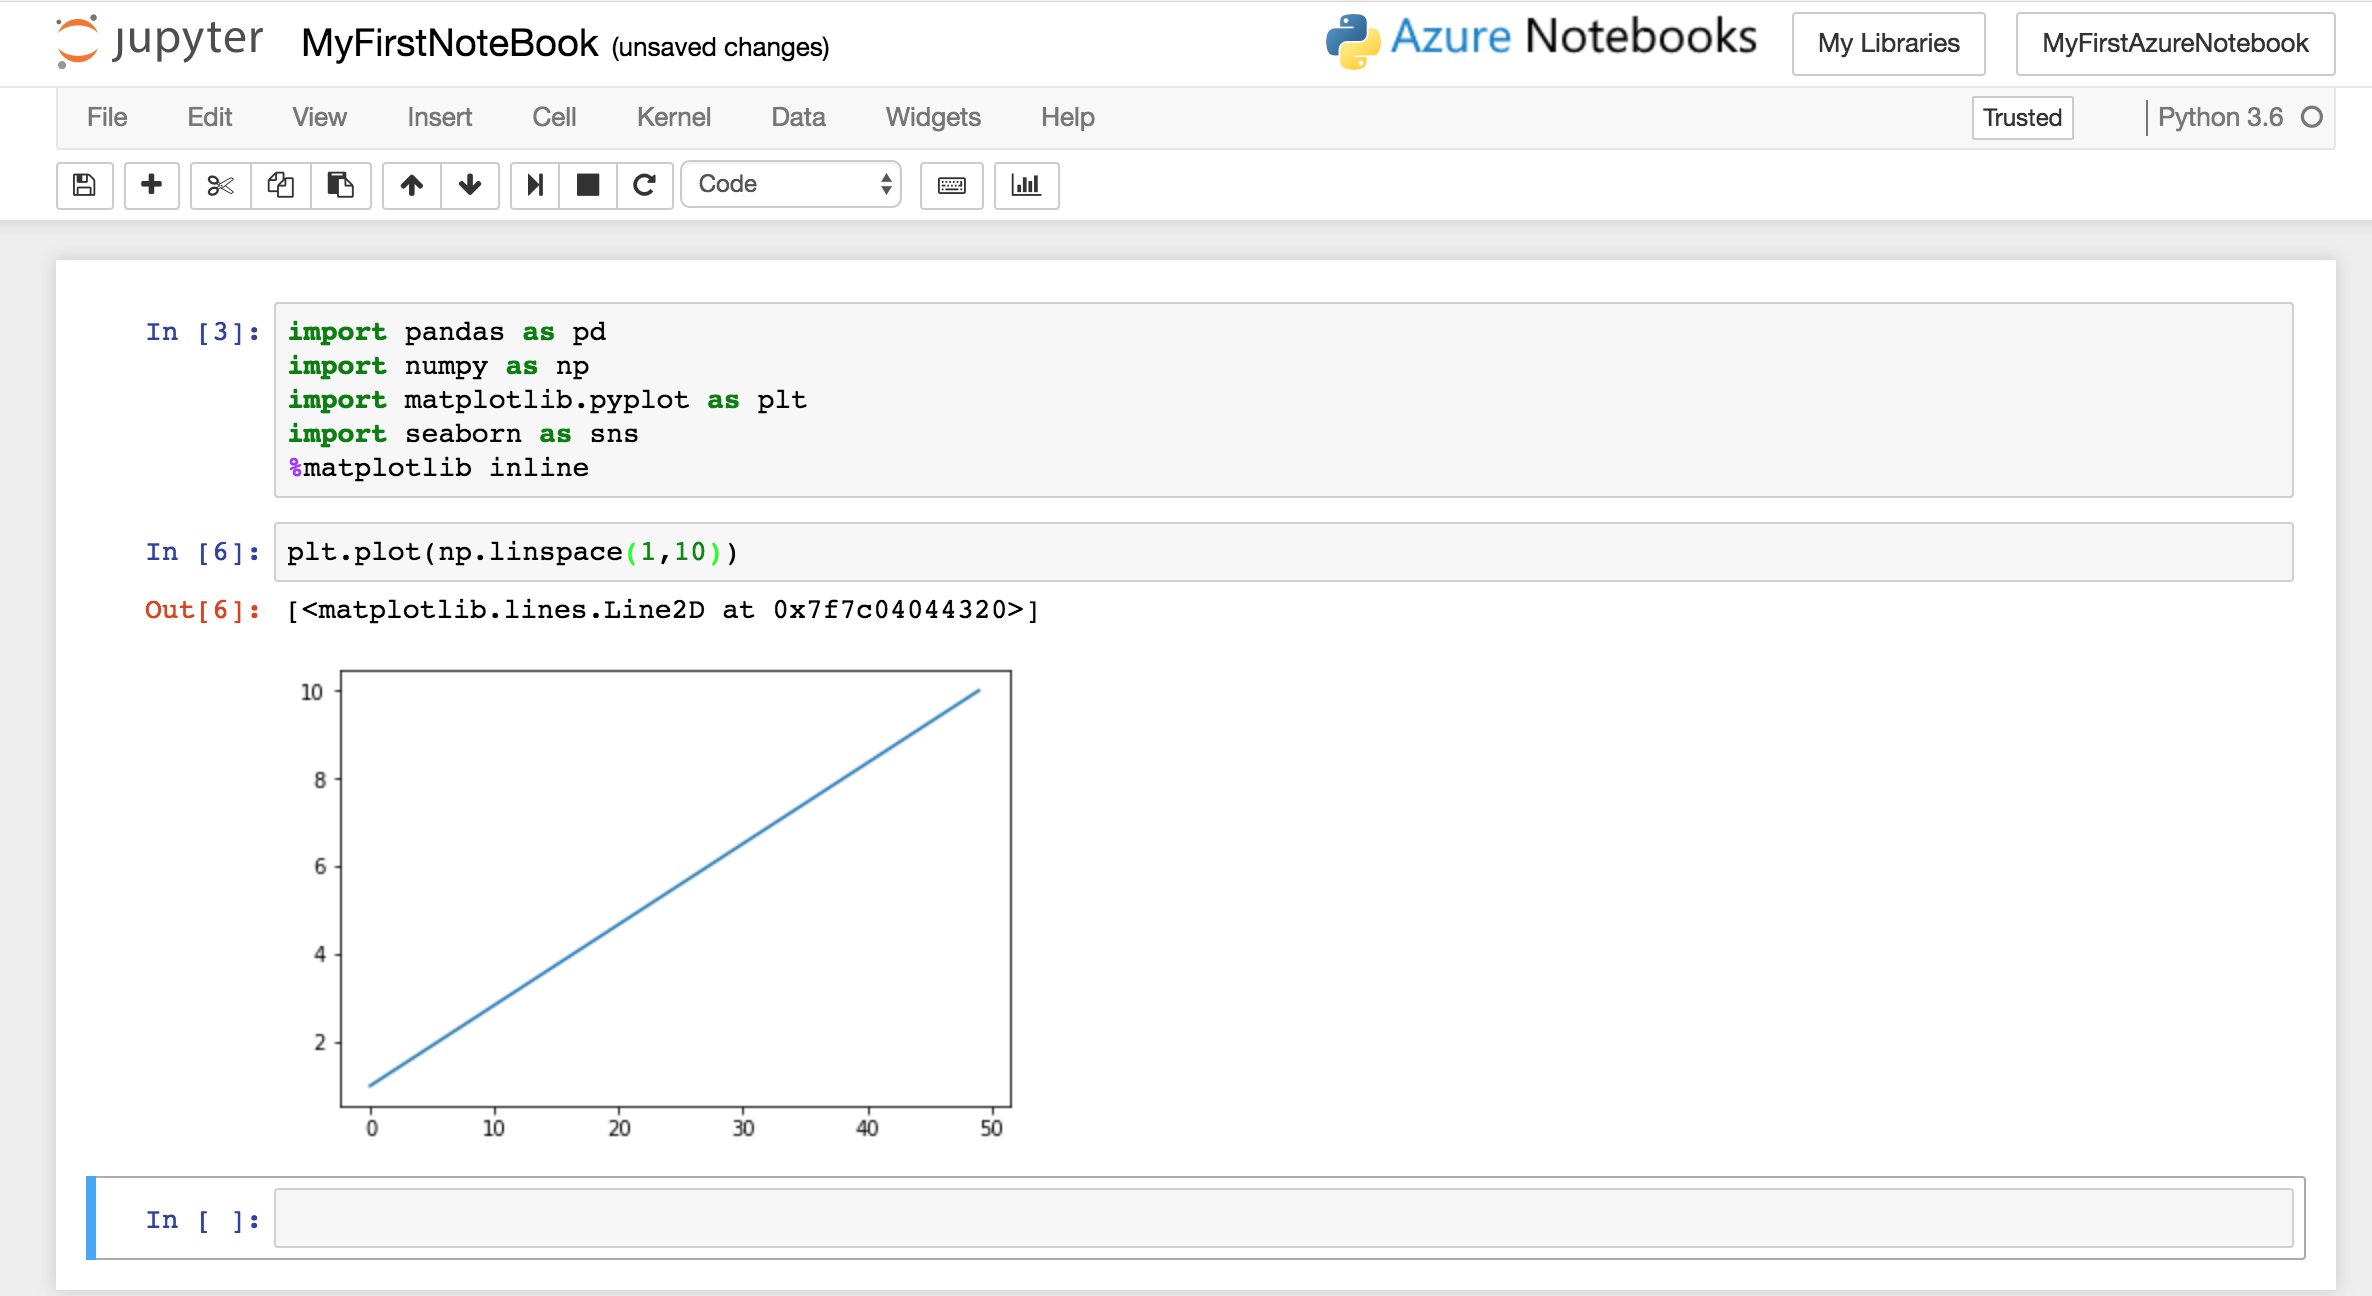 jupyter MyFirstNoteBook (unsaved changes) Azure Notebooks My Libraries MyFirstAzureNotebook
File Edit View Insert Cell Kernel Data Widgets Help Trusted Python 3.6
Code
In [3]: import pandas as pd
import numpy as np
import matplotlib.pyplot as plt
import seaborn as sns
%matplotlib inline
In [6]: plt.plot(np.linspace(1,10))
Out[6]: [<matplotlib.lines.Line2D at 0x7f7c04044320>]
10
8
6
4
2
0 10 20 30 40 50
In [ ]: